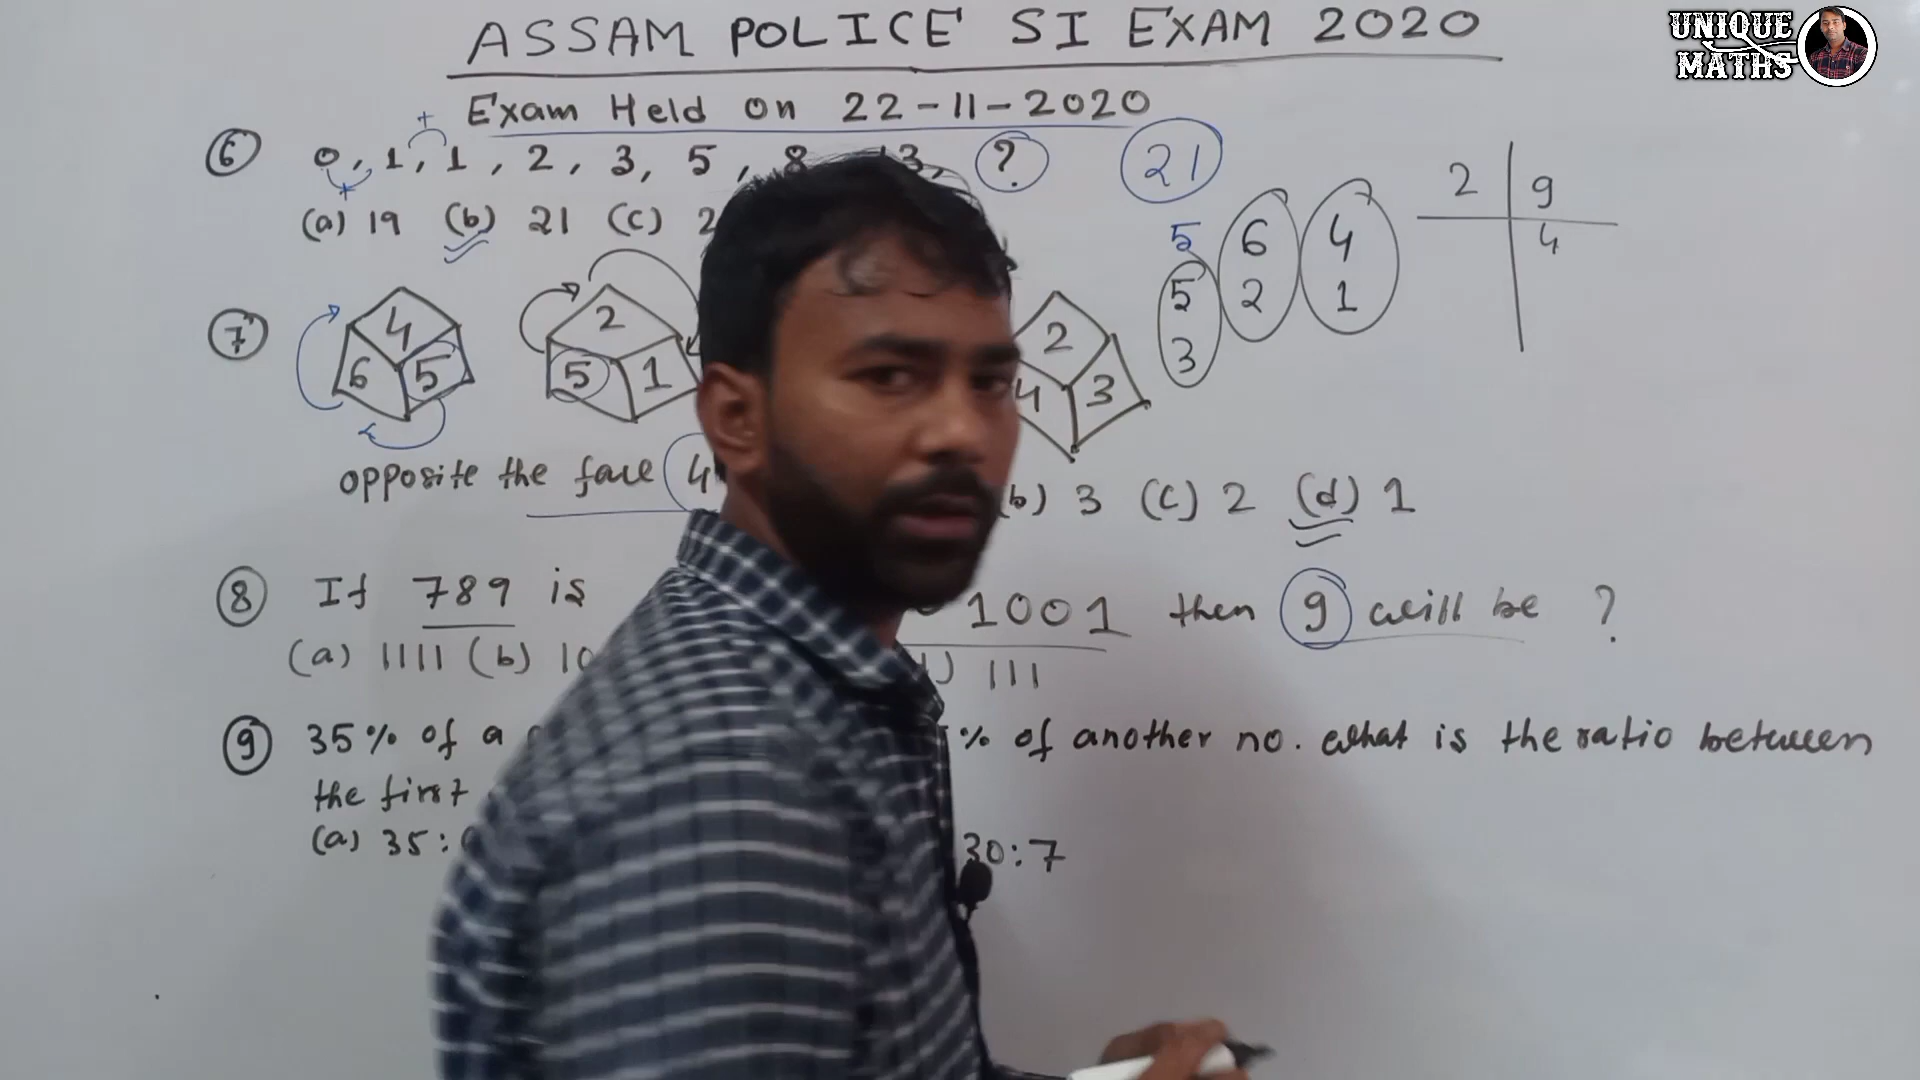 ASSAM POLICE SI EXAM 2020
UNIQUE
MATHS
Exam Held on 22-11-2020
⑥ 0, 1, 1, 2, 3, 5, 8 13, ? 21
(a) 19 (b) 21 (c) 2
5 6 4
5 2 1
3
2 9
4
⑦ 4 6 5 2 5 1 2 4 3
opposite the face 4 (b) 3 (c) 2 (d) 1
⑧ If 789 is 1001 then 9 will be ?
(a) 1111 (b) 10 111
⑨ 35% of a % of another no. what is the ratio between
the first
(a) 35: 30:7